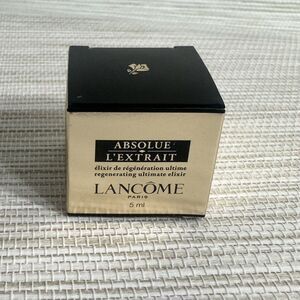 ABSOLUE
L'EXTRAIT
élixir de régénération ultime
regenerating ultimate elixir
LANCÔME
PARIS
5 ml